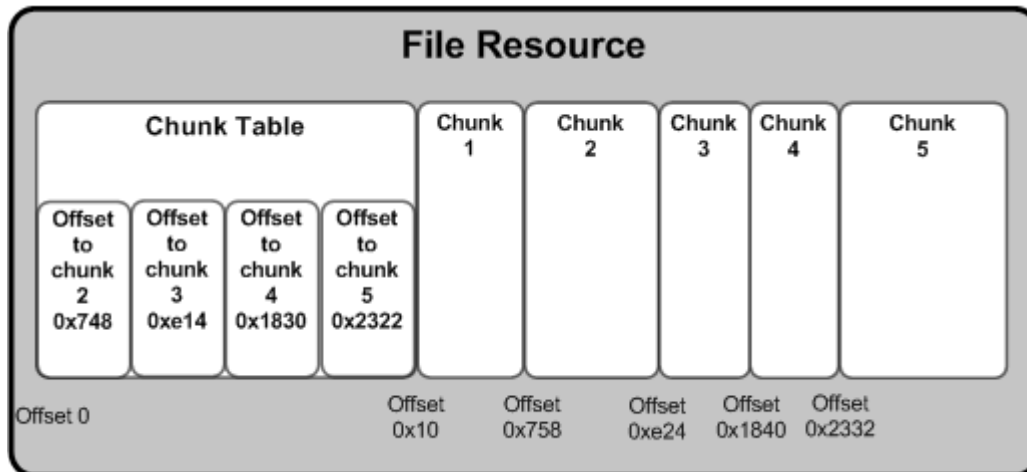 File Resource
Chunk Table
Chunk
1
Chunk
2
Chunk
3
Chunk
4
Chunk
5
Offset
to
chunk
2
0x748
Offset
to
chunk
3
0xe14
Offset
to
chunk
4
0x1830
Offset
to
chunk
5
0x2322
Offset 0
Offset
0x10
Offset
0x758
Offset
0xe24
Offset
0x1840
Offset
0x2332